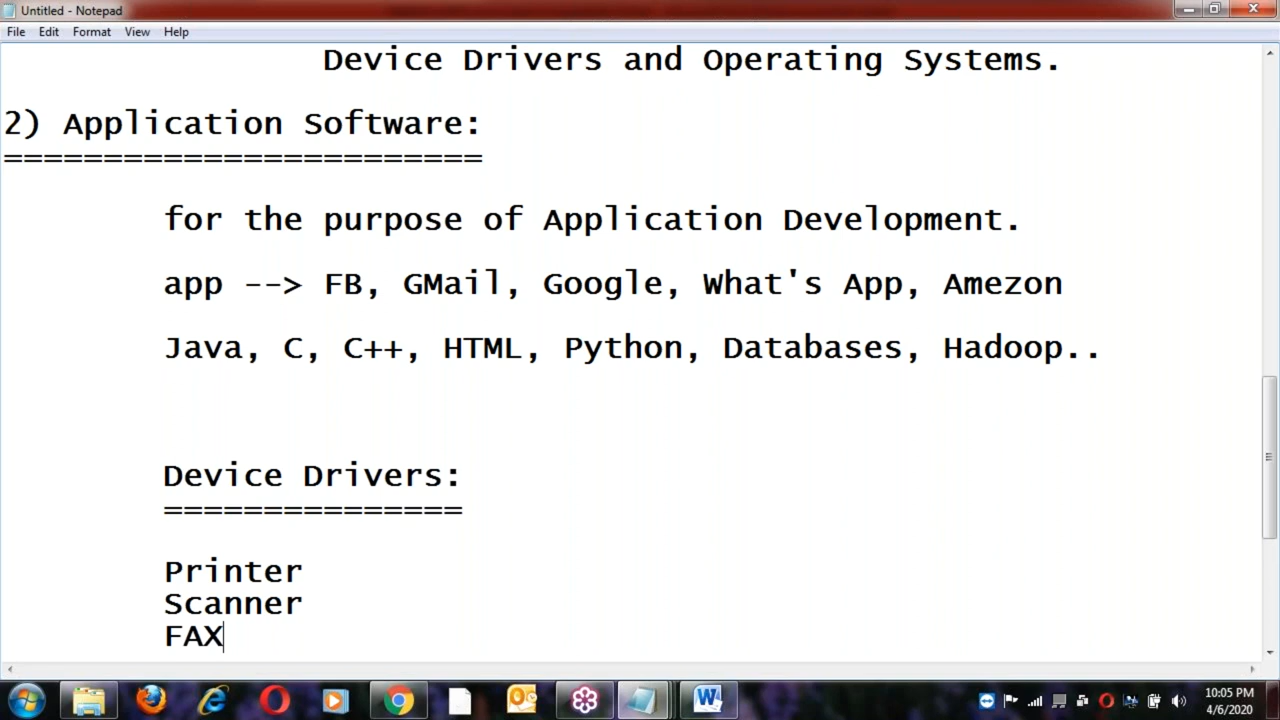 Untitled - Notepad
File Edit Format View Help
Device Drivers and Operating Systems.
2) Application Software:
========================
for the purpose of Application Development.
app --> FB, GMail, Google, What's App, Amezon
Java, C, C++, HTML, Python, Databases, Hadoop..
Device Drivers:
===============
Printer
Scanner
FAX
10:05 PM
4/6/2020